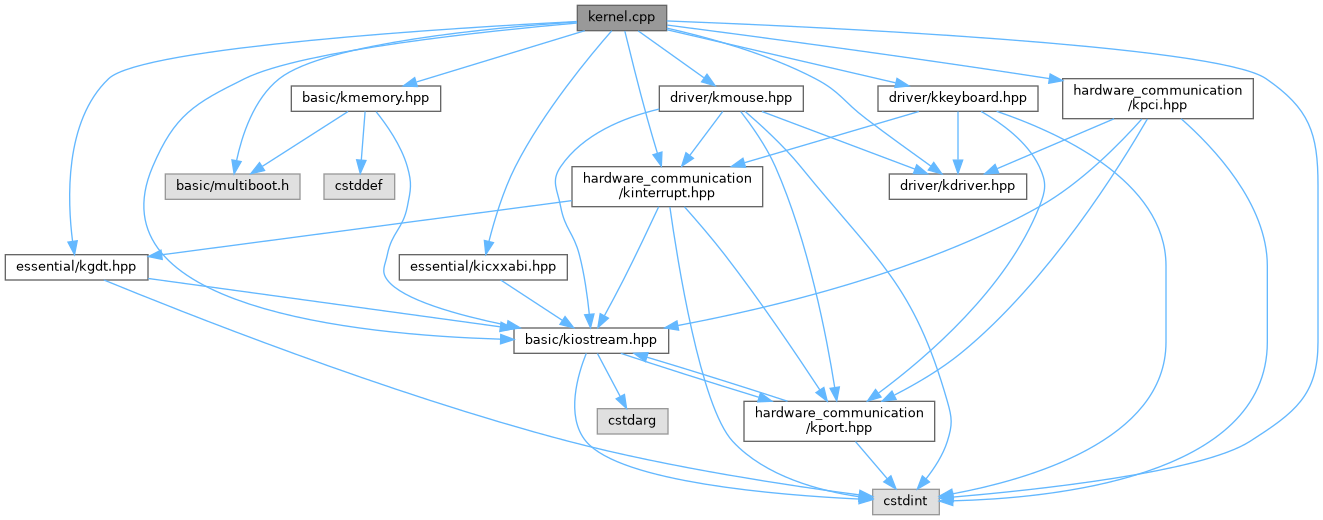 kernel.cpp
basic/kmemory.hpp
driver/kmouse.hpp
driver/kkeyboard.hpp
hardware_communication
/kpci.hpp
basic/multiboot.h
cstddef
hardware_communication
/kinterrupt.hpp
driver/kdriver.hpp
essential/kgdt.hpp
essential/kicxxabi.hpp
basic/kiostream.hpp
cstdarg
hardware_communication
/kport.hpp
cstdint